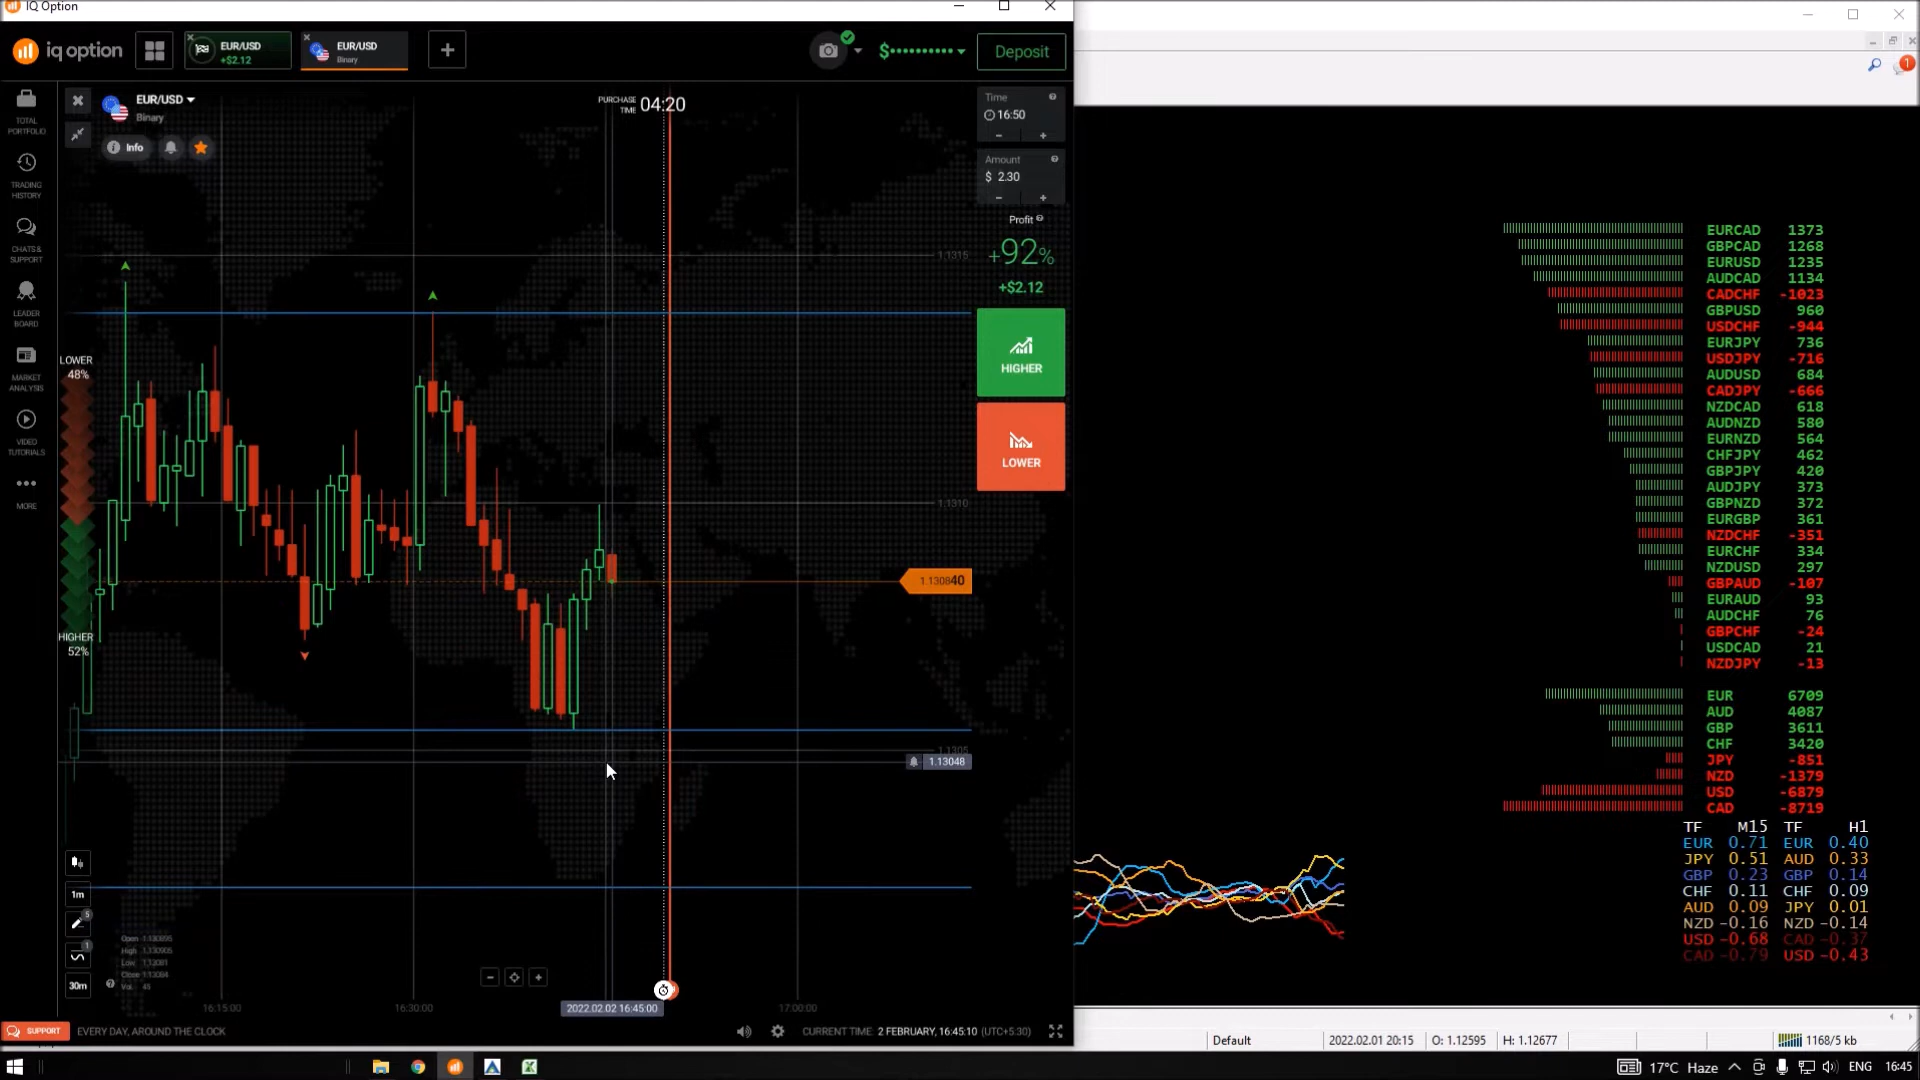 IQ Option
iq option
EUR/USD
+$2.12
EUR/USD
Binary
$••••••••••
Deposit
TOTAL PORTFOLIO
TRADING HISTORY
CHATS & SUPPORT
LEADER BOARD
MARKET ANALYSIS
VIDEO TUTORIALS
MORE
EUR/USD
Binary
Info
PURCHASE TIME 04:20
LOWER
48%
HIGHER
52%
1.1315
1.1310
1.130840
1.1305
1.13048
Time
16:50
Amount
$ 2.30
Profit
+92%
+$2.12
HIGHER
LOWER
1m
5
1
30m
Open 1.130895
High 1.130905
Low 1.13081
Close 1.13084
Vol. 45
16:15:00
16:30:00
2022.02.02 16:45:00
17:00:00
SUPPORT
EVERY DAY, AROUND THE CLOCK
CURRENT TIME: 2 FEBRUARY, 16:45:10 (UTC+5:30)
1
EURCAD 1373
GBPCAD 1268
EURUSD 1235
AUDCAD 1134
CADCHF -1023
GBPUSD 960
USDCHF -944
EURJPY 736
USDJPY -716
AUDUSD 684
CADJPY -666
NZDCAD 618
AUDNZD 580
EURNZD 564
CHFJPY 462
GBPJPY 420
AUDJPY 373
GBPNZD 372
EURGBP 361
NZDCHF -351
EURCHF 334
NZDUSD 297
GBPAUD -107
EURAUD 93
AUDCHF 76
GBPCHF -24
USDCAD 21
NZDJPY -13
EUR 6709
AUD 4087
GBP 3611
CHF 3420
JPY -851
NZD -1379
USD -6879
CAD -8719
TF M15 TF H1
EUR 0.71 EUR 0.40
JPY 0.51 AUD 0.33
GBP 0.23 GBP 0.14
CHF 0.11 CHF 0.09
AUD 0.09 JPY 0.01
NZD -0.16 NZD -0.14
USD -0.68 CAD -0.37
CAD -0.79 USD -0.43
Default
2022.02.01 20:15
O: 1.12595
H: 1.12677
1168/5 kb
17°C Haze
ENG
16:45